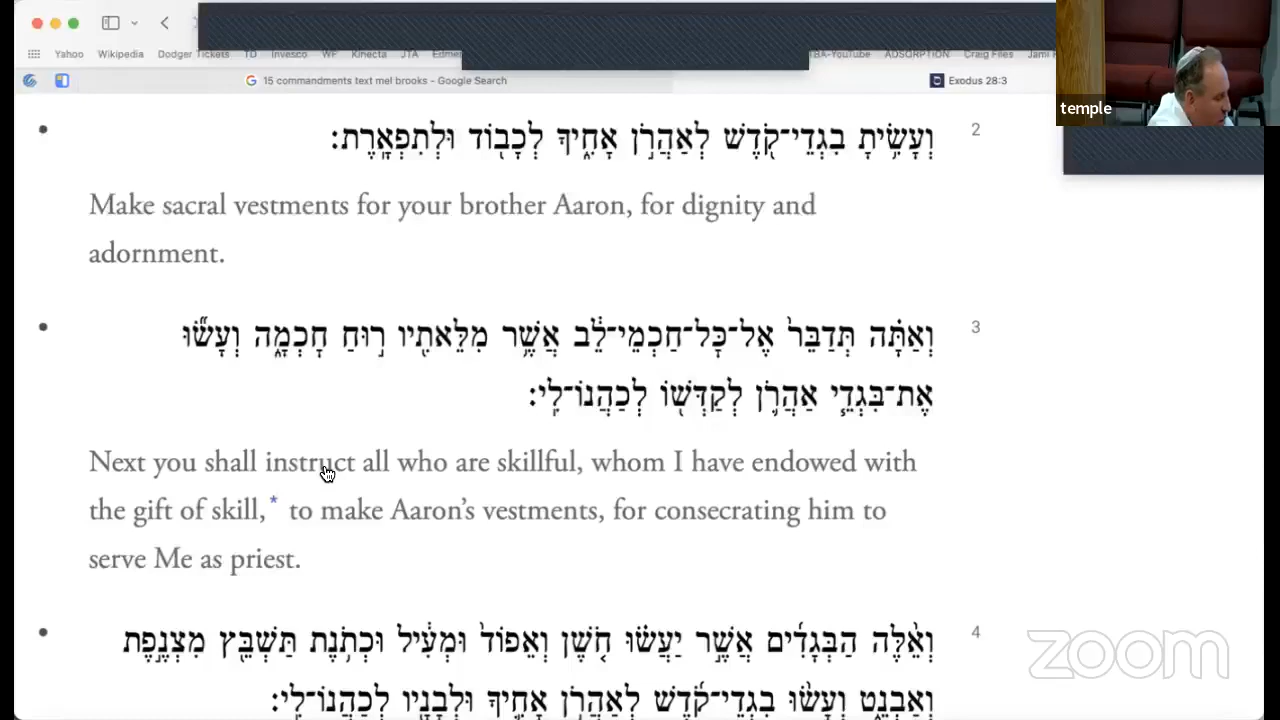 Yahoo Wikipedia Dodger Tickets TD Invesco WF Kinecta JTA TBA-YouTube ADSORPTION Craig Files
15 commandments text mel brooks - Google Search
Exodus 28:3
temple
2
וְעָשִׂ֥יתָ בִגְדֵי־קֹ֖דֶשׁ לְאַהֲרֹ֣ן אָחִ֑יךָ לְכָב֖וֹד וּלְתִפְאָֽרֶת׃
Make sacral vestments for your brother Aaron, for dignity and
adornment.
3
וְאַתָּ֗ה תְּדַבֵּר֙ אֶל־כׇּל־חַכְמֵי־לֵ֔ב אֲשֶׁ֥ר מִלֵּאתִ֖יו ר֣וּחַ חׇכְמָ֑ה וְעָשׂ֞וּ
אֶת־בִּגְדֵ֧י אַהֲרֹ֛ן לְקַדְּשׁ֖וֹ לְכַהֲנוֹ־לִֽי׃
Next you shall instruct all who are skillful, whom I have endowed with
the gift of skill,* to make Aaron’s vestments, for consecrating him to
serve Me as priest.
4
וְאֵ֨לֶּה הַבְּגָדִ֜ים אֲשֶׁ֣ר יַעֲשׂ֗וּ חֹ֤שֶׁן וְאֵפוֹד֙ וּמְעִ֔יל וּכְתֹ֥נֶת תַּשְׁבֵּ֖ץ מִצְנֶ֣פֶת
וְאַבְנֵ֑ט וְעָשׂ֨וּ בִגְדֵי־קֹ֜דֶשׁ לְאַהֲרֹ֥ן אָחִ֛יךָ וּלְבָנָ֖יו לְכַהֲנוֹ־לִֽי׃
zoom